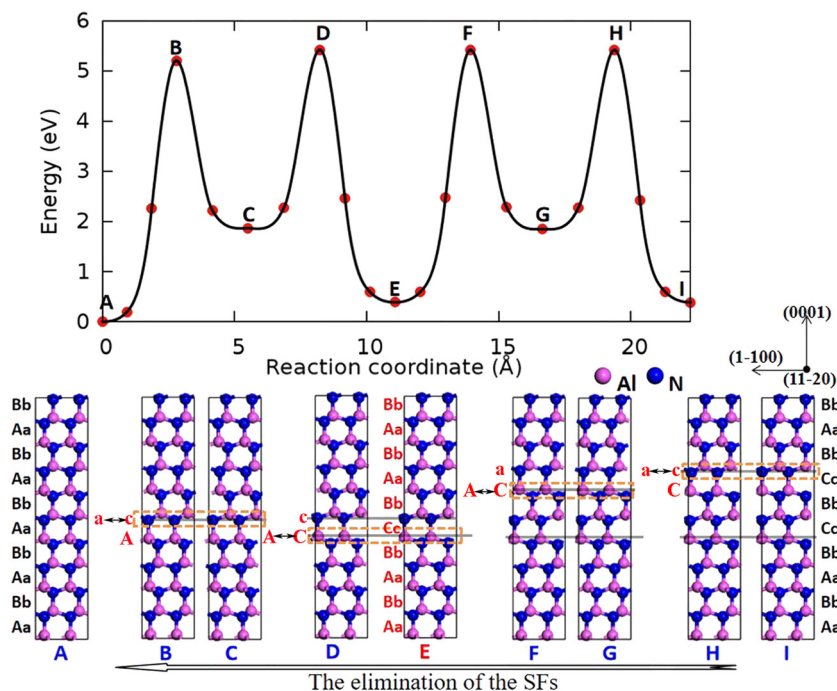 6
5
4
3
2
1
0
Energy (eV)
A
B
C
D
E
F
G
H
I
0
5
10
15
20
Reaction coordinate (Å)
(0001)
(1-100)
(11-20)
Al
N
Bb
Aa
Bb
Aa
Bb
Aa
Bb
Aa
Bb
Aa
a
c
A
A
C
c
Bb
Aa
Bb
Aa
Bb
Cc
Bb
Aa
Bb
Aa
a
A
C
a
c
C
Bb
Aa
Bb
Cc
Bb
Cc
Bb
Aa
Bb
Aa
A
B
C
D
E
F
G
H
I
The elimination of the SFs